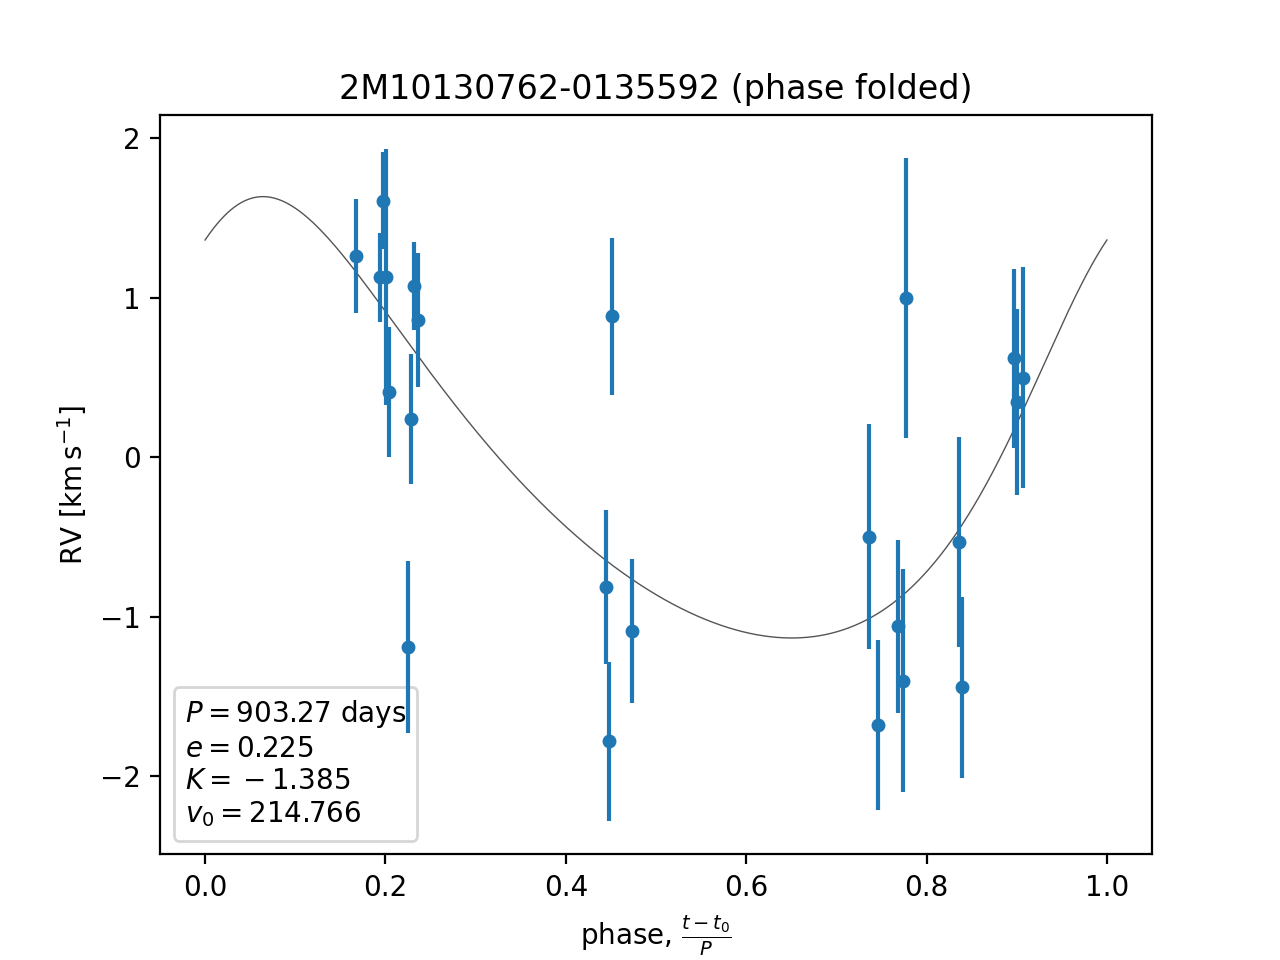 2M10130762-0135592 (phase folded)
2
1
0
−1
−2
RV [km s⁻¹]
P = 903.27 days
e = 0.225
K = −1.385
v₀ = 214.766
0.0 0.2 0.4 0.6 0.8 1.0
phase, (t − t₀)/P